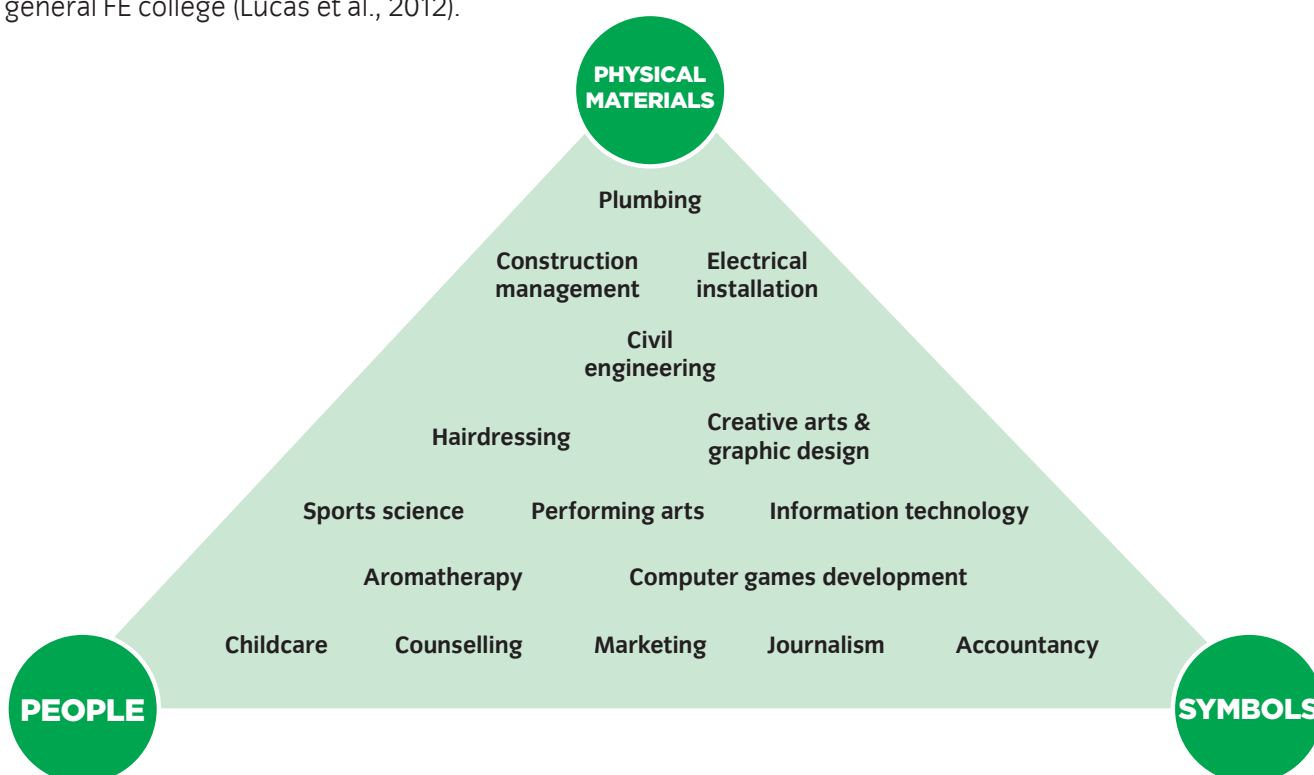 general FE college (Lucas et al., 2012).
PHYSICAL
MATERIALS
Plumbing
Construction
management
Electrical
installation
Civil
engineering
Hairdressing
Creative arts &
graphic design
Sports science
Performing arts
Information technology
Aromatherapy
Computer games development
Childcare
Counselling
Marketing
Journalism
Accountancy
PEOPLE
SYMBOLS